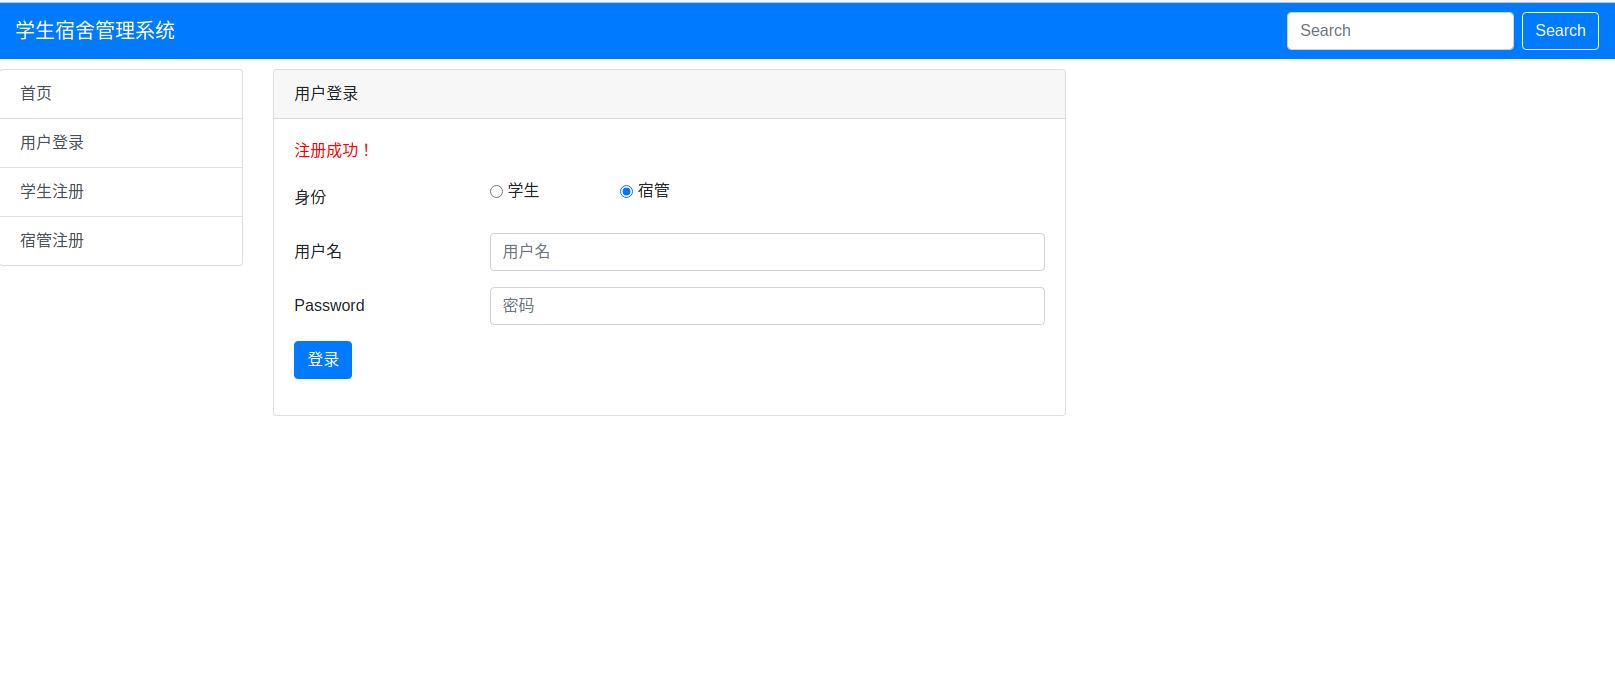 学生宿舍管理系统
Search Search
首页
用户登录
学生注册
宿管注册
用户登录
注册成功！
身份 学生 宿管
用户名 用户名
Password 密码
登录